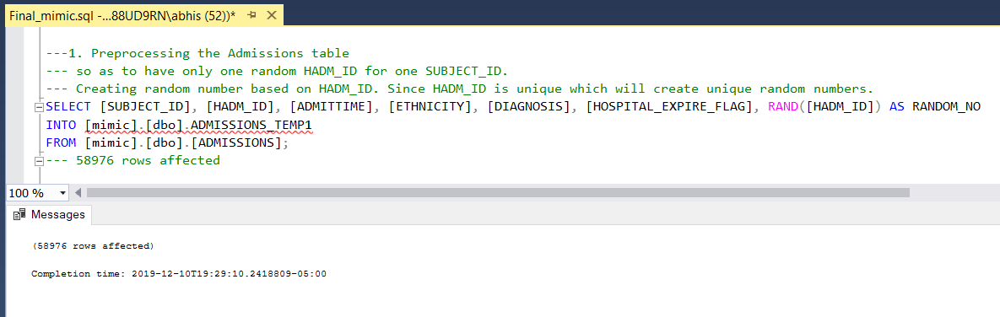 Final_mimic.sql -...88UD9RN\abhis (52))*
---1. Preprocessing the Admissions table
--- so as to have only one random HADM_ID for one SUBJECT_ID.
--- Creating random number based on HADM_ID. Since HADM_ID is unique which will create unique random numbers.
SELECT [SUBJECT_ID], [HADM_ID], [ADMITTIME], [ETHNICITY], [DIAGNOSIS], [HOSPITAL_EXPIRE_FLAG], RAND([HADM_ID]) AS RANDOM_NO
INTO [mimic].[dbo].ADMISSIONS_TEMP1
FROM [mimic].[dbo].[ADMISSIONS];
--- 58976 rows affected
100 %
Messages
(58976 rows affected)
Completion time: 2019-12-10T19:29:10.2418809-05:00